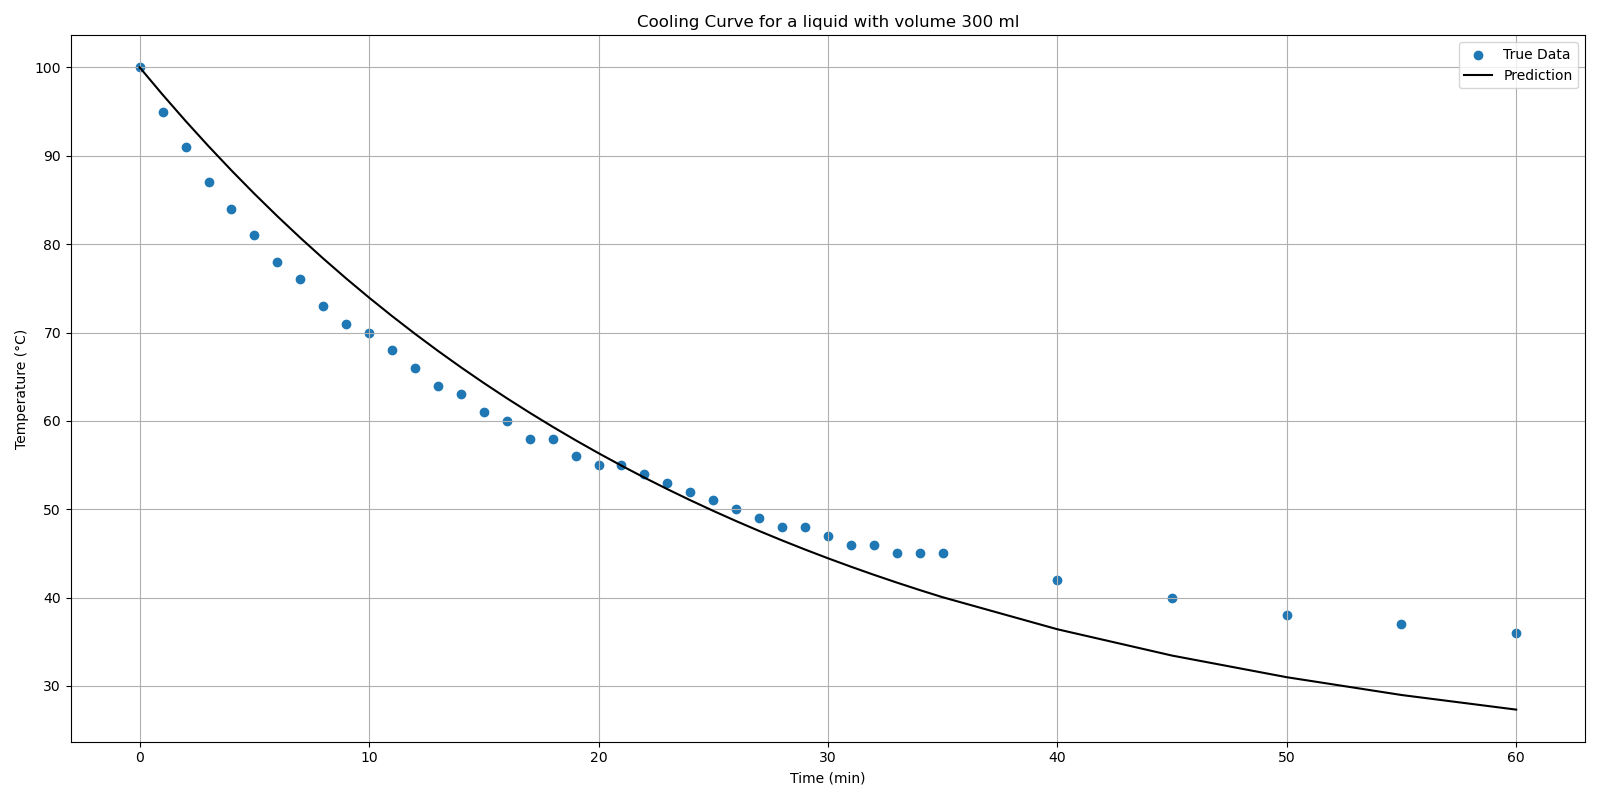 Cooling Curve for a liquid with volume 300 ml
True Data
Prediction
100
90
80
70
60
50
40
30
Temperature (°C)
0 10 20 30 40 50 60
Time (min)